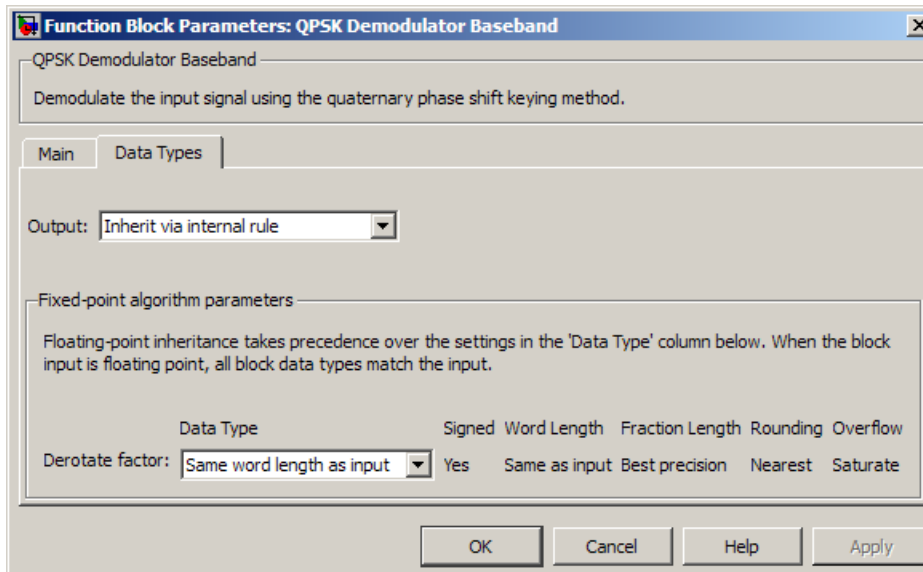 Function Block Parameters: QPSK Demodulator Baseband
QPSK Demodulator Baseband
Demodulate the input signal using the quaternary phase shift keying method.
Main Data Types
Output: Inherit via internal rule
Fixed-point algorithm parameters
Floating-point inheritance takes precedence over the settings in the 'Data Type' column below. When the block
input is floating point, all block data types match the input.
Data Type Signed Word Length Fraction Length Rounding Overflow
Derotate factor: Same word length as input Yes Same as input Best precision Nearest Saturate
OK Cancel Help Apply